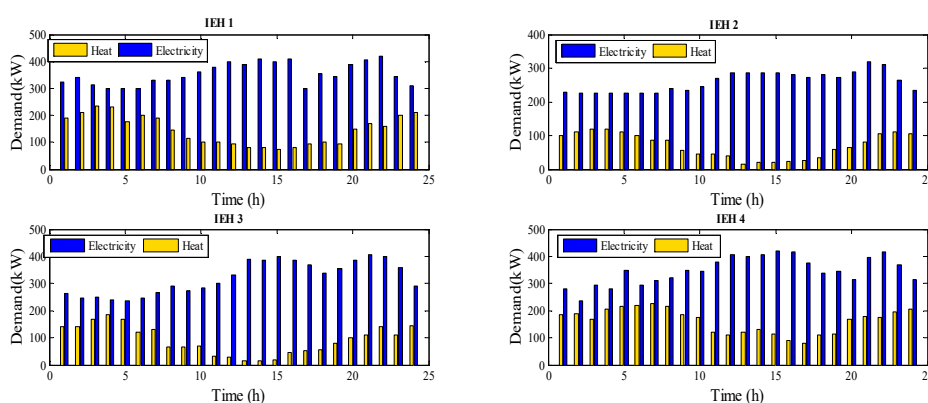 IEH 1
500
400
300
200
100
0
Demand(kW)
Heat Electricity
0 5 10 15 20 25
Time (h)
IEH 2
400
300
200
100
0
Demand(kW)
Electricity Heat
0 5 10 15 20 25
Time (h)
IEH 3
500
400
300
200
100
0
Demand(kW)
Electricity Heat
0 5 10 15 20 25
Time (h)
IEH 4
500
400
300
200
100
0
Demand(kW)
Electricity Heat
0 5 10 15 20 25
Time (h)